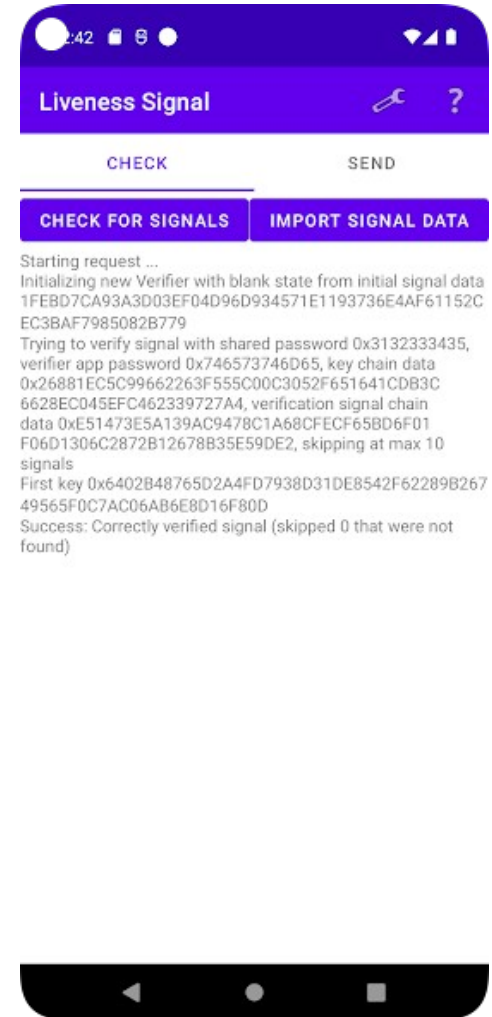 :42
Liveness Signal
?
CHECK SEND
CHECK FOR SIGNALS IMPORT SIGNAL DATA
Starting request ...
Initializing new Verifier with blank state from initial signal data
1FEBD7CA93A3D03EF04D96D934571E1193736E4AF61152C
EC3BAF7985082B779
Trying to verify signal with shared password 0x3132333435,
verifier app password 0x746573746D65, key chain data
0x26881EC5C99662263F555C00C3052F651641CDB3C
6628EC045EFC462339727A4, verification signal chain
data 0xE51473E5A139AC9478C1A68CFECF65BD6F01
F06D1306C2872B12678B35E59DE2, skipping at max 10
signals
First key 0x6402B48765D2A4FD7938D31DE8542F62289B267
49565F0C7AC06AB6E8D16F80D
Success: Correctly verified signal (skipped 0 that were not
found)